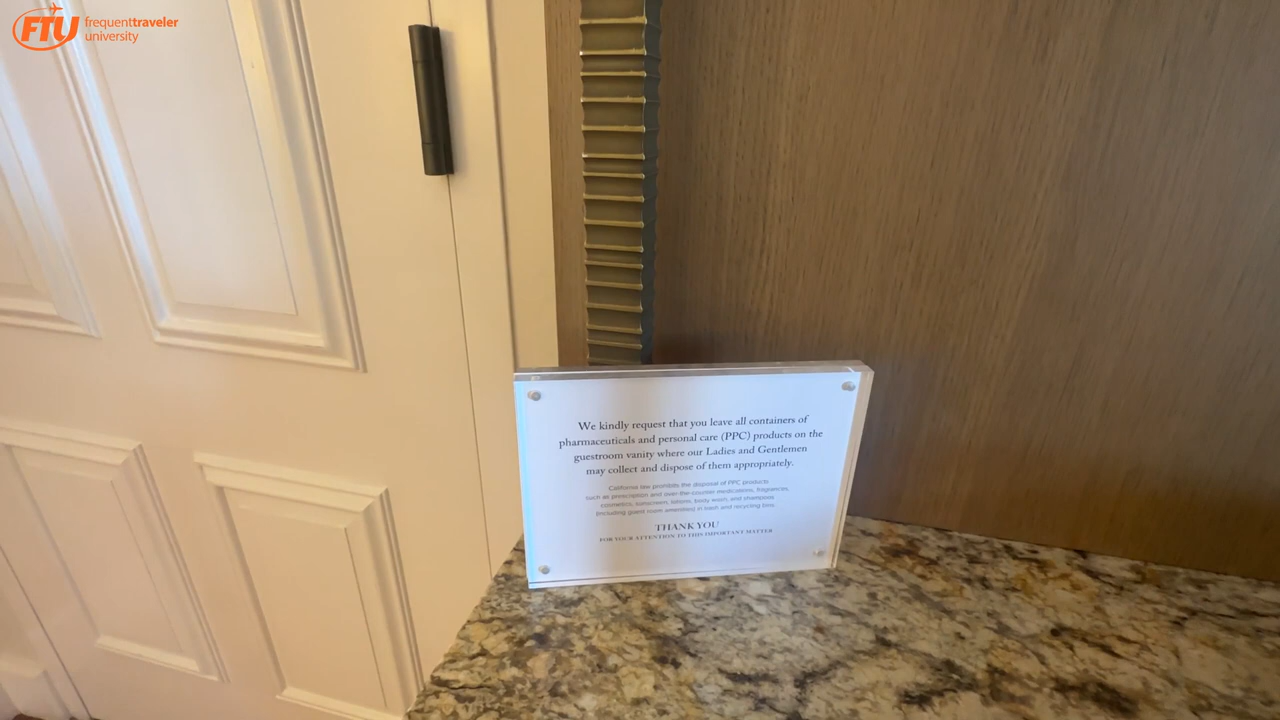 FTU frequenttraveler
university
We kindly request that you leave all containers of
pharmaceuticals and personal care (PPC) products on the
guestroom vanity where our Ladies and Gentlemen
may collect and dispose of them appropriately.
California law prohibits the disposal of PPC products
such as prescription and over-the-counter medications, fragrances,
cosmetics, sunscreen, lotions, body wash, and shampoos
(including guest room amenities) in trash and recycling bins.
THANK YOU
FOR YOUR ATTENTION TO THIS IMPORTANT MATTER